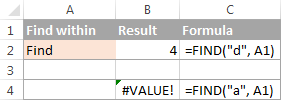 A B C
1 Find within Result Formula
2 Find 4 =FIND("d", A1)
3
4 #VALUE! =FIND("a", A1)